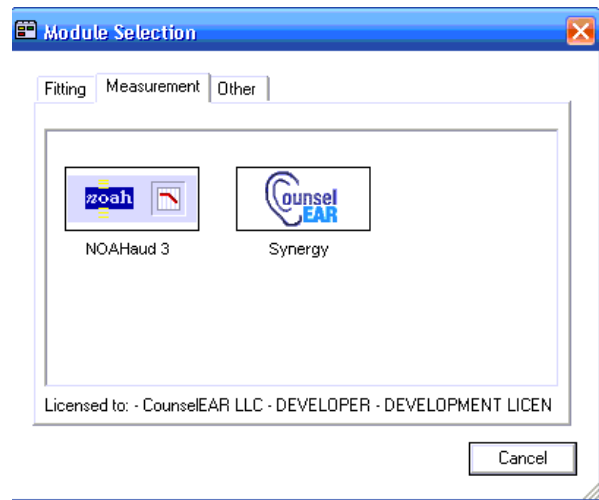 Module Selection
Fitting Measurement Other
noah
Counsel
EAR
NOAHaud 3 Synergy
Licensed to: - CounselEAR LLC - DEVELOPER - DEVELOPMENT LICEN
Cancel